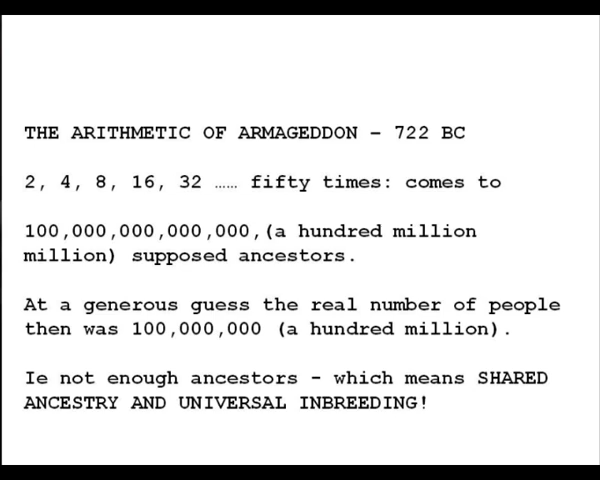 THE ARITHMETIC OF ARMAGEDDON – 722 BC
2, 4, 8, 16, 32 …… fifty times: comes to
100,000,000,000,000,(a hundred million
million) supposed ancestors.
At a generous guess the real number of people
then was 100,000,000 (a hundred million).
Ie not enough ancestors – which means SHARED
ANCESTRY AND UNIVERSAL INBREEDING!